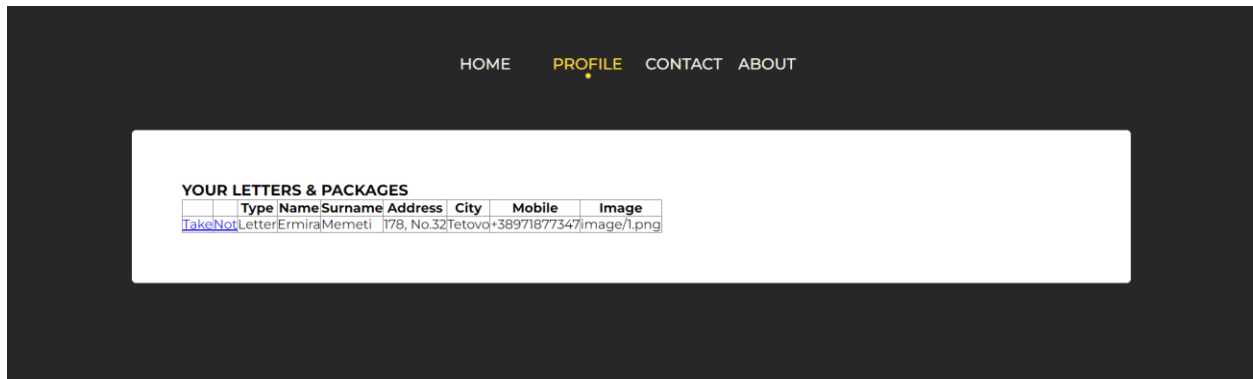 HOME PROFILE CONTACT ABOUT
YOUR LETTERS & PACKAGES
Type Name Surname Address City Mobile Image
Take Not Letter Ermira Memeti 178, No.32 Tetovo +38971877347 image/1.png